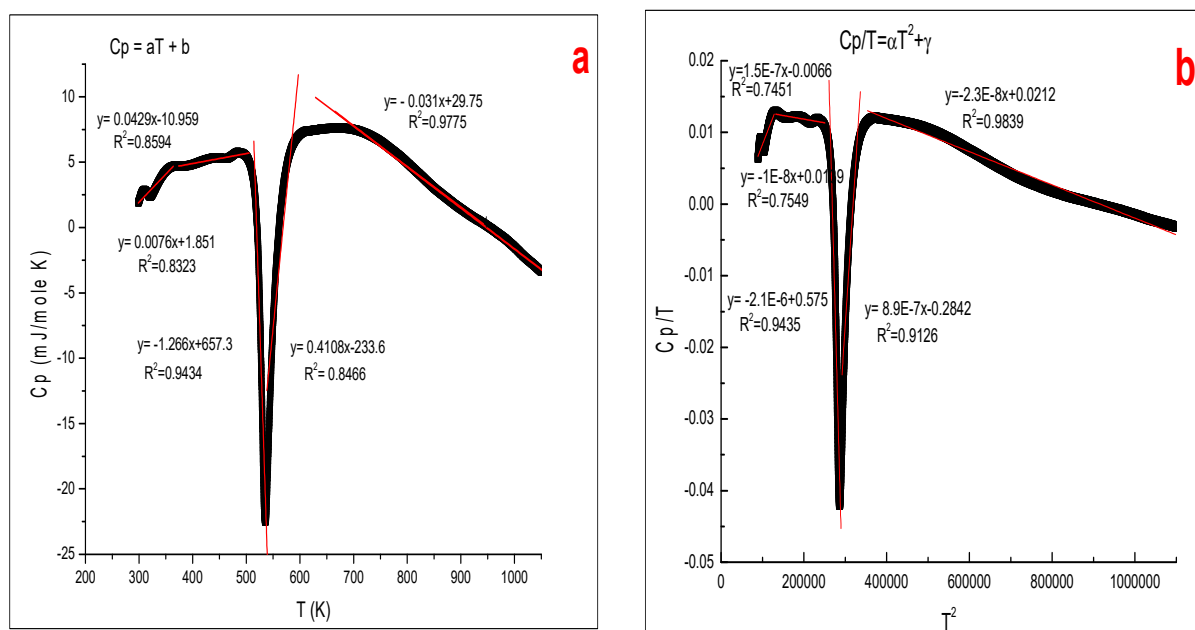 Cp = aT + b
a
y= 0.0429x-10.959
R2=0.8594
y= - 0.031x+29.75
R2=0.9775
y= 0.0076x+1.851
R2=0.8323
y= -1.266x+657.3
R2=0.9434
y= 0.4108x-233.6
R2= 0.8466
Cp (mJ/mole K)
10
5
0
-5
-10
-15
-20
-25
200
300
400
500
600
700
800
900
1000
T (K)
Cp/T=αT2+γ
b
y=1.5E-7x-0.0066
R2=0.7451
y=-2.3E-8x+0.0212
R2=0.9839
y= -1E-8x+0.0149
R2=0.7549
y= -2.1E-6+0.575
R2=0.9435
y= 8.9E-7x-0.2842
R2=0.9126
Cp/T
0.02
0.01
0.00
-0.01
-0.02
-0.03
-0.04
-0.05
0
200000
400000
600000
800000
1000000
T2